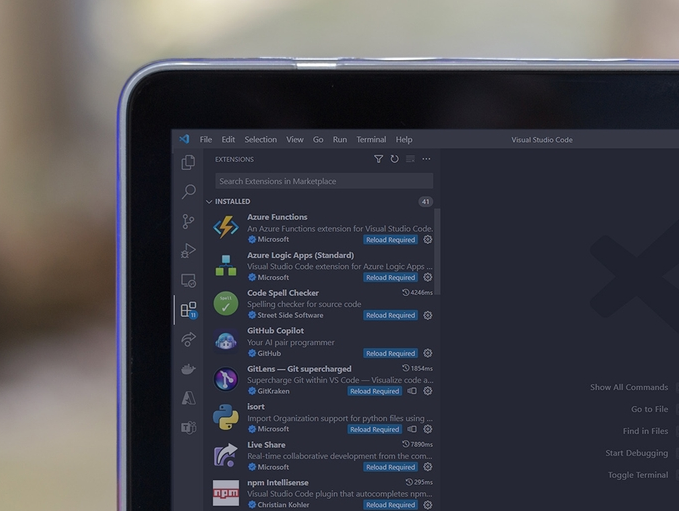 File Edit Selection View Go Run Terminal Help Visual Studio Code
EXTENSIONS
Search Extensions in Marketplace
INSTALLED 41
Azure Functions
An Azure Functions extension for Visual Studio Code.
Microsoft Reload Required
Azure Logic Apps (Standard)
Visual Studio Code extension for Azure Logic Apps ...
Microsoft Reload Required
Code Spell Checker 4246ms
Spell
Spelling checker for source code
Street Side Software Reload Required
GitHub Copilot
Your AI pair programmer
GitHub Reload Required
GitLens — Git supercharged 1854ms
Supercharge Git within VS Code — Visualize code a...
GitKraken Reload Required
isort
Import Organization support for python files using ...
Microsoft Reload Required
Live Share 7890ms
Real-time collaborative development from the com...
Microsoft Reload Required
npm Intellisense 295ms
npm
Visual Studio Code plugin that autocompletes npm...
Christian Kohler Reload Required
11
Show All Commands
Go to File
Find in Files
Start Debugging
Toggle Terminal